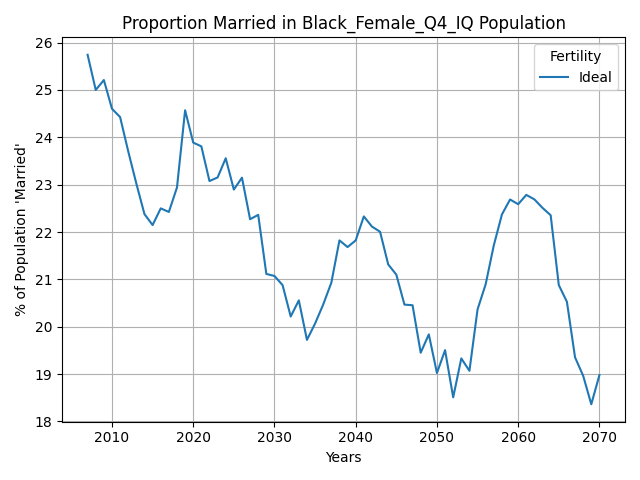 Proportion Married in Black_Female_Q4_IQ Population
% of Population 'Married'
26
25
24
23
22
21
20
19
18
Fertility
Ideal
2010 2020 2030 2040 2050 2060 2070
Years